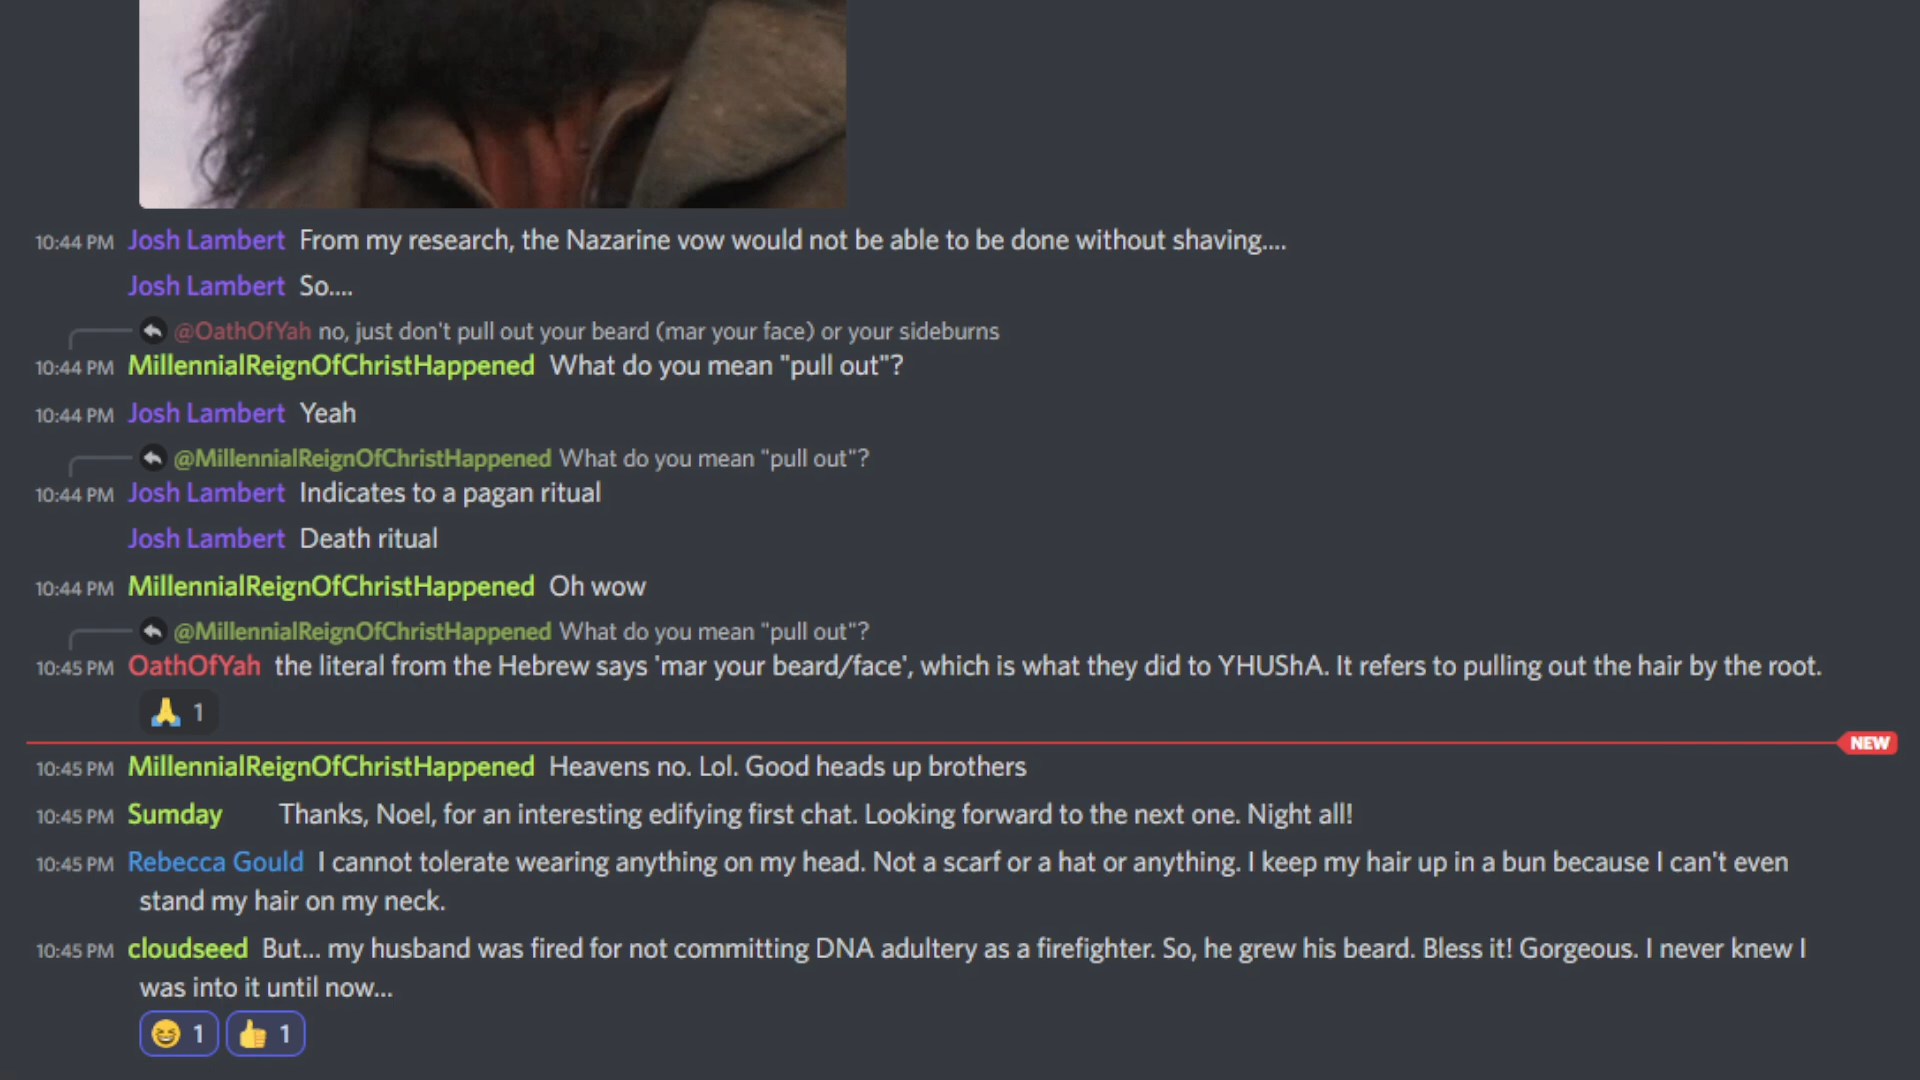 10:44 PM Josh Lambert From my research, the Nazarine vow would not be able to be done without shaving....
Josh Lambert So....
@OathOfYah no, just don't pull out your beard (mar your face) or your sideburns
10:44 PM MillennialReignOfChristHappened What do you mean "pull out"?
10:44 PM Josh Lambert Yeah
@MillennialReignOfChristHappened What do you mean "pull out"?
10:44 PM Josh Lambert Indicates to a pagan ritual
Josh Lambert Death ritual
10:44 PM MillennialReignOfChristHappened Oh wow
@MillennialReignOfChristHappened What do you mean "pull out"?
10:45 PM OathOfYah the literal from the Hebrew says 'mar your beard/face', which is what they did to YHUShA. It refers to pulling out the hair by the root.
1
NEW
10:45 PM MillennialReignOfChristHappened Heavens no. Lol. Good heads up brothers
10:45 PM Sumday Thanks, Noel, for an interesting edifying first chat. Looking forward to the next one. Night all!
10:45 PM Rebecca Gould I cannot tolerate wearing anything on my head. Not a scarf or a hat or anything. I keep my hair up in a bun because I can't even
stand my hair on my neck.
10:45 PM cloudseed But... my husband was fired for not committing DNA adultery as a firefighter. So, he grew his beard. Bless it! Gorgeous. I never knew I
was into it until now...
1 1